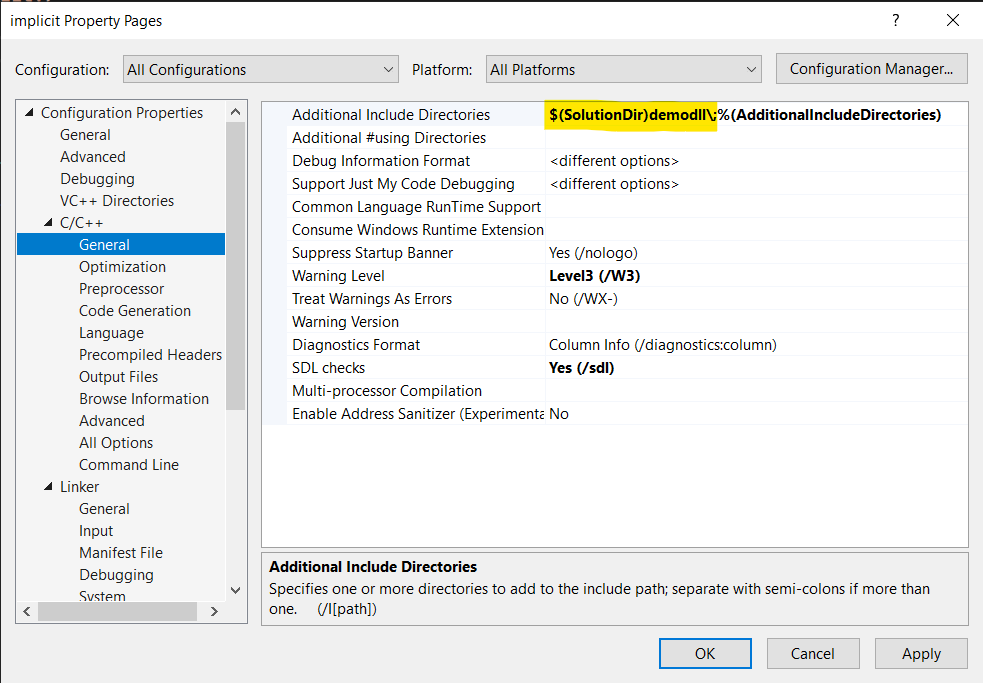 implicit Property Pages ?
Configuration: All Configurations Platform: All Platforms Configuration Manager...
Configuration Properties
General
Advanced
Debugging
VC++ Directories
C/C++
General
Optimization
Preprocessor
Code Generation
Language
Precompiled Headers
Output Files
Browse Information
Advanced
All Options
Command Line
Linker
General
Input
Manifest File
Debugging
System
Additional Include Directories $(SolutionDir)demodll\;%(AdditionalIncludeDirectories)
Additional #using Directories
Debug Information Format <different options>
Support Just My Code Debugging <different options>
Common Language RunTime Support
Consume Windows Runtime Extension
Suppress Startup Banner Yes (/nologo)
Warning Level Level3 (/W3)
Treat Warnings As Errors No (/WX-)
Warning Version
Diagnostics Format Column Info (/diagnostics:column)
SDL checks Yes (/sdl)
Multi-processor Compilation
Enable Address Sanitizer (Experimenta No
Additional Include Directories
Specifies one or more directories to add to the include path; separate with semi-colons if more than
one. (/I[path])
OK Cancel Apply